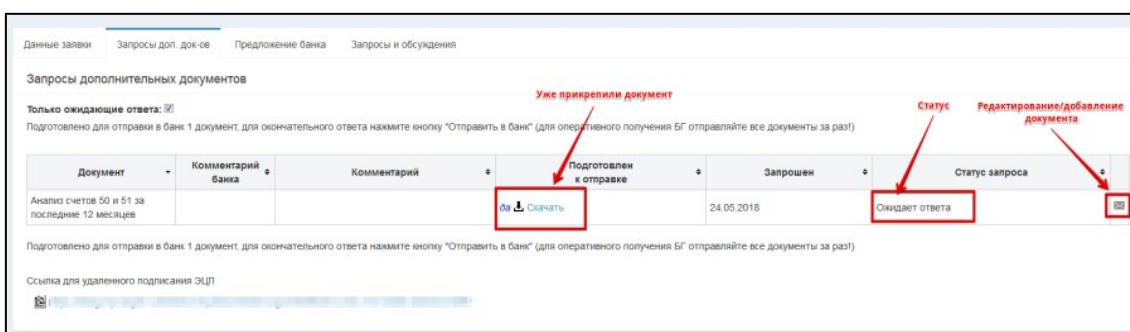 Данные заявки Запросы доп. док-ов Предложение банка Запросы и обсуждения
Запросы дополнительных документов
Уже прикрепили документ
Статус
Редактирование/добавление
документа
Только ожидающие ответа:
Подготовлено для отправки в банк 1 документ, для окончательного ответа нажмите кнопку "Отправить в банк" (для оперативного получения БГ отправляйте все документы за раз!)
Документ Комментарий банка Комментарий Подготовлен к отправке Запрошен Статус запроса
Анализ счетов 50 и 51 за
последние 12 месяцев
да Скачать 24.05.2016 Ожидает ответа
Подготовлено для отправки в банк 1 документ, для окончательного ответа нажмите кнопку "Отправить в банк" (для оперативного получения БГ отправляйте все документы за раз!)
Ссылка для удаленного подписания ЭЦП